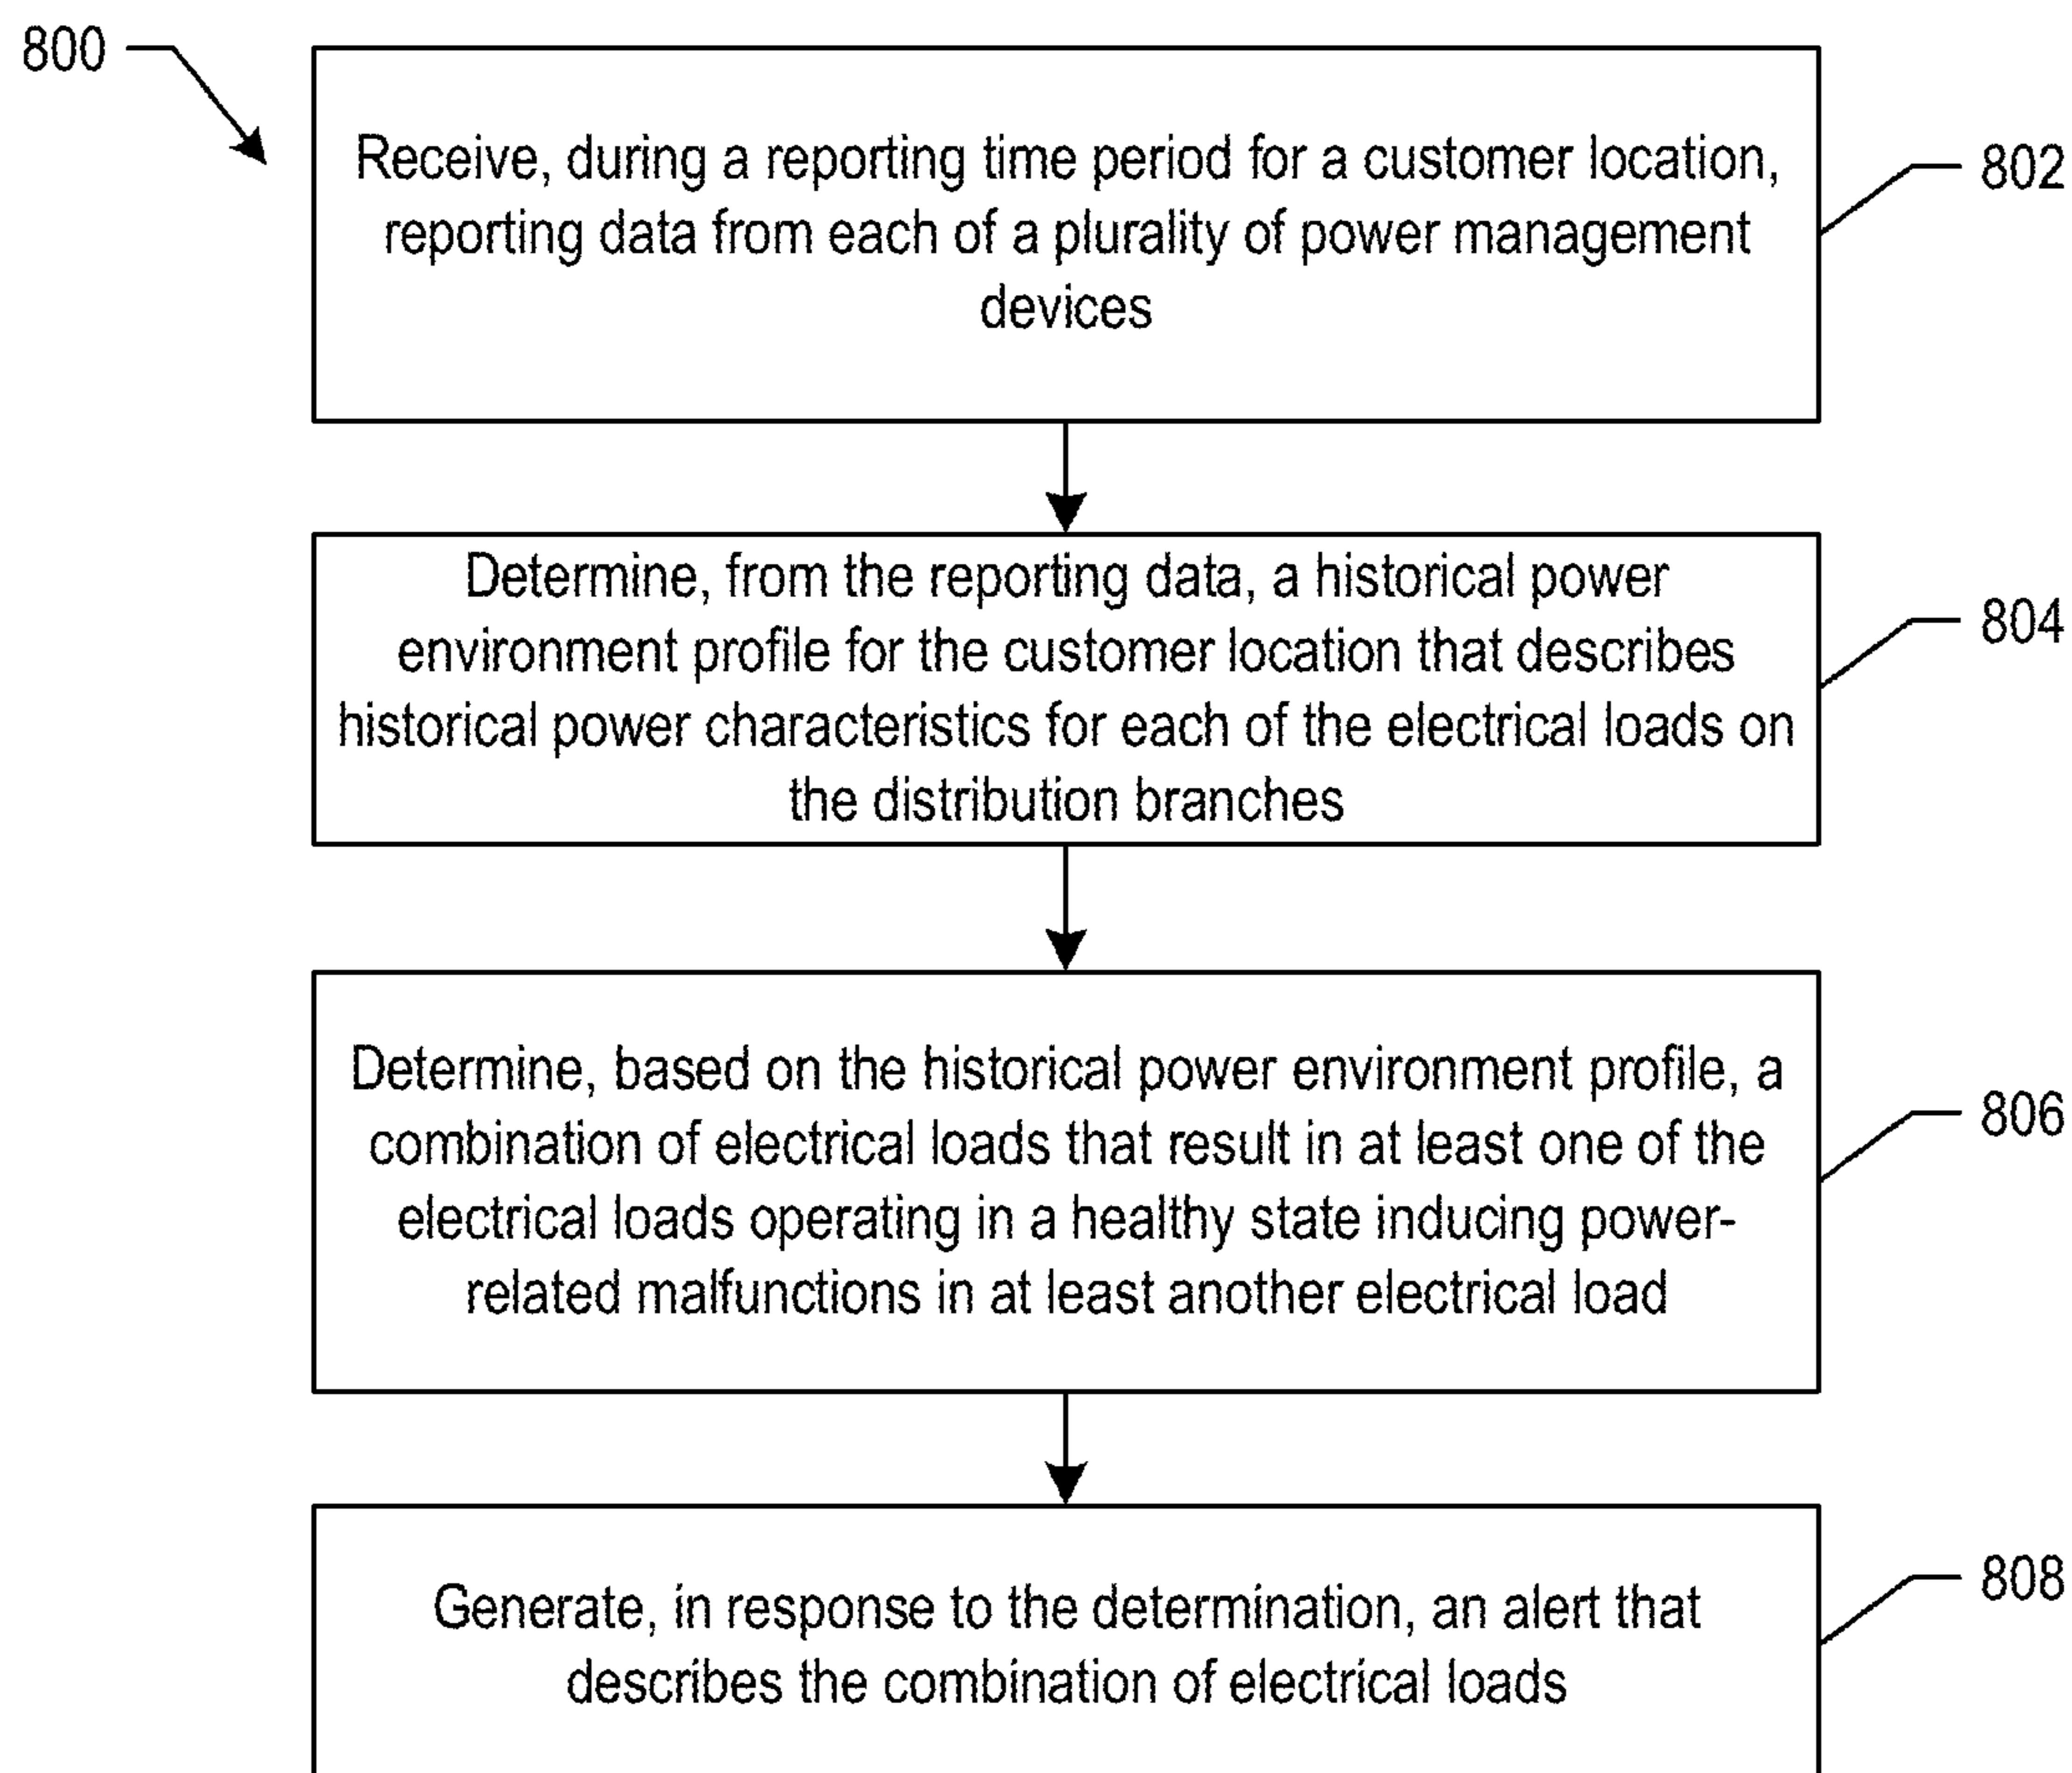 800
Receive, during a reporting time period for a customer location,
reporting data from each of a plurality of power management
devices
802
Determine, from the reporting data, a historical power
environment profile for the customer location that describes
historical power characteristics for each of the electrical loads on
the distribution branches
804
Determine, based on the historical power environment profile, a
combination of electrical loads that result in at least one of the
electrical loads operating in a healthy state inducing power-
related malfunctions in at least another electrical load
806
Generate, in response to the determination, an alert that
describes the combination of electrical loads
808